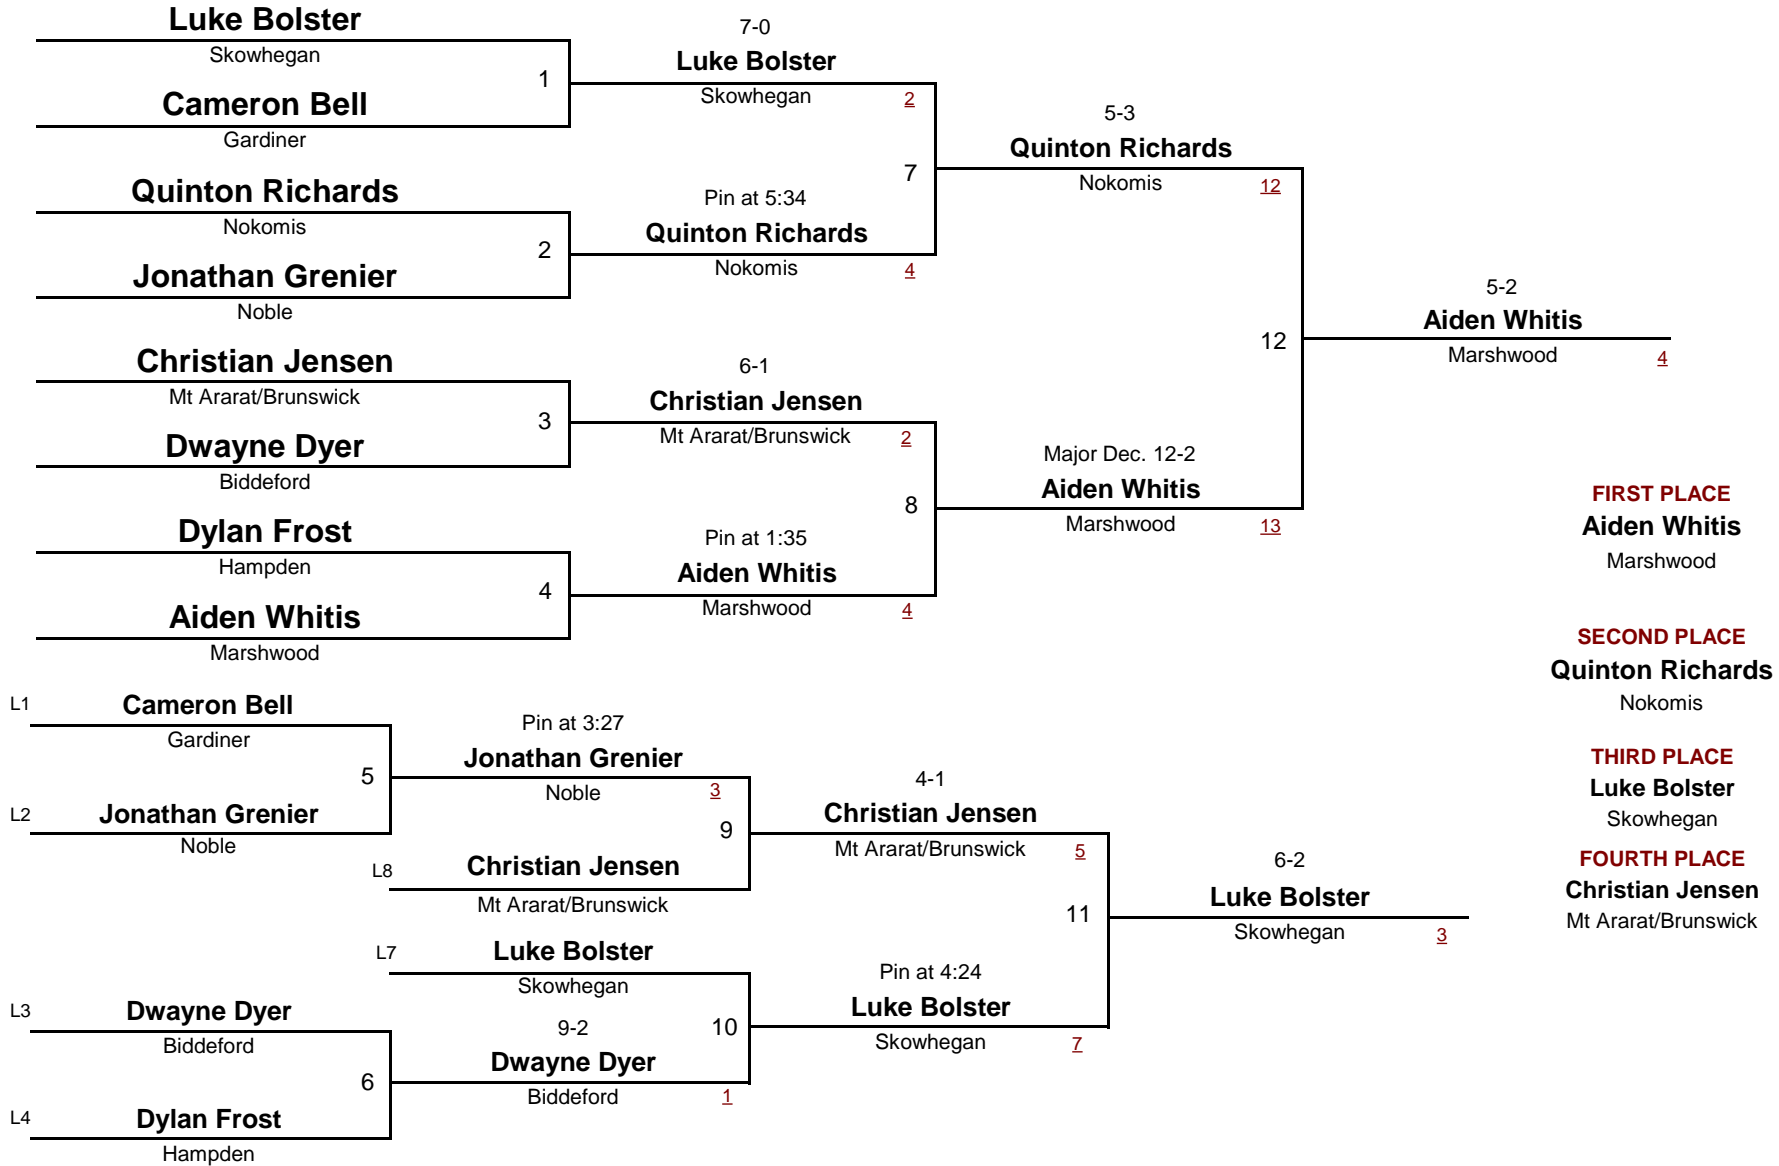 Luke Bolster
Skowhegan
1
Cameron Bell
Gardiner
Quinton Richards
Nokomis
2
Jonathan Grenier
Noble
Christian Jensen
Mt Ararat/Brunswick
3
Dwayne Dyer
Biddeford
Dylan Frost
Hampden
4
Aiden Whitis
Marshwood
7-0
Luke Bolster
Skowhegan
2
7
Pin at 5:34
Quinton Richards
Nokomis
4
6-1
Christian Jensen
Mt Ararat/Brunswick
2
8
Pin at 1:35
Aiden Whitis
Marshwood
4
5-3
Quinton Richards
Nokomis
12
12
Major Dec. 12-2
Aiden Whitis
Marshwood
13
5-2
Aiden Whitis
Marshwood
4
FIRST PLACE
Aiden Whitis
Marshwood
SECOND PLACE
Quinton Richards
Nokomis
THIRD PLACE
Luke Bolster
Skowhegan
FOURTH PLACE
Christian Jensen
Mt Ararat/Brunswick
L1
Cameron Bell
Gardiner
5
L2
Jonathan Grenier
Noble
Pin at 3:27
Jonathan Grenier
Noble
3
9
L8
Christian Jensen
Mt Ararat/Brunswick
L7
Luke Bolster
Skowhegan
10
L3
Dwayne Dyer
Biddeford
6
L4
Dylan Frost
Hampden
9-2
Dwayne Dyer
Biddeford
1
4-1
Christian Jensen
Mt Ararat/Brunswick
5
11
Pin at 4:24
Luke Bolster
Skowhegan
7
6-2
Luke Bolster
Skowhegan
3